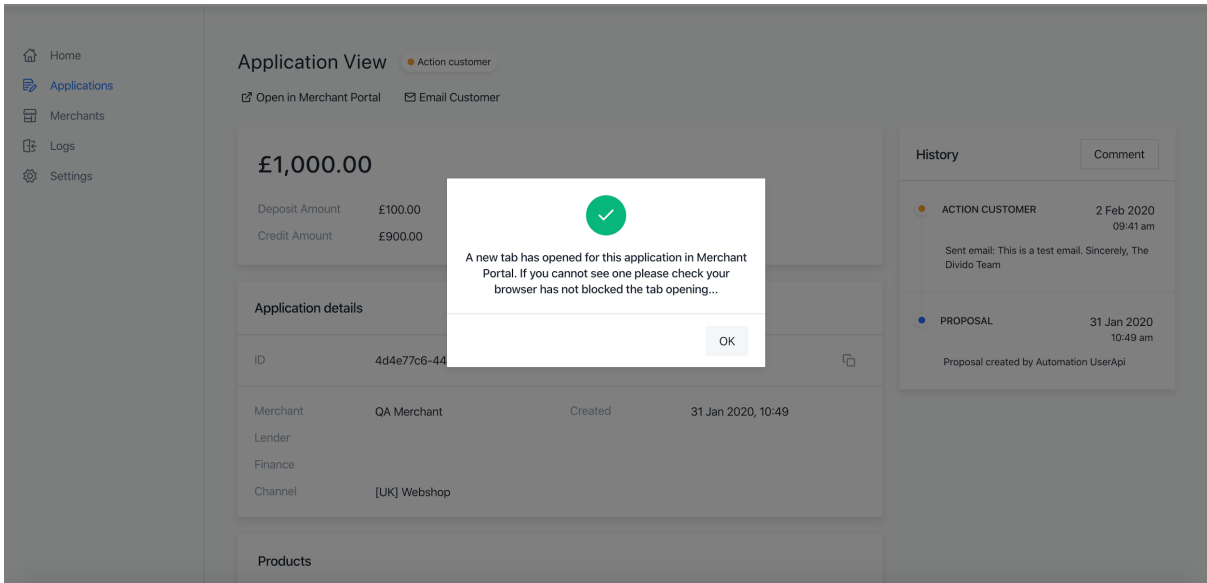 Home
Applications
Merchants
Logs
Settings
Application View
Action customer
Open in Merchant Portal
Email Customer
£1,000.00
Deposit Amount £100.00
Credit Amount £900.00
A new tab has opened for this application in Merchant
Portal. If you cannot see one please check your
browser has not blocked the tab opening...
OK
Application details
ID 4d4e77c6-44
Merchant QA Merchant Created 31 Jan 2020, 10:49
Lender
Finance
Channel [UK] Webshop
Products
History
Comment
ACTION CUSTOMER 2 Feb 2020
09:41 am
Sent email: This is a test email. Sincerely, The
Divido Team
PROPOSAL 31 Jan 2020
10:49 am
Proposal created by Automation UserApi